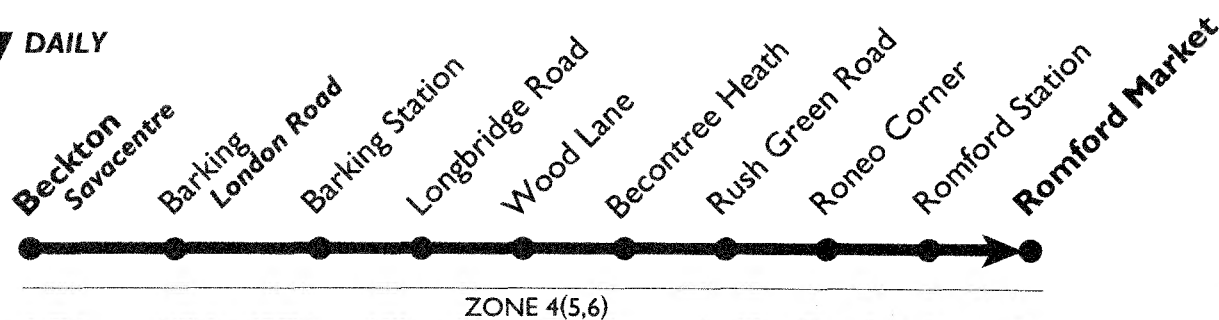 DAILY
Beckton
Savacentre
Barking
London Road
Barking Station
Longbridge Road
Wood Lane
Becontree Heath
Rush Green Road
Roneo Corner
Romford Station
Romford Market
ZONE 4(5,6)